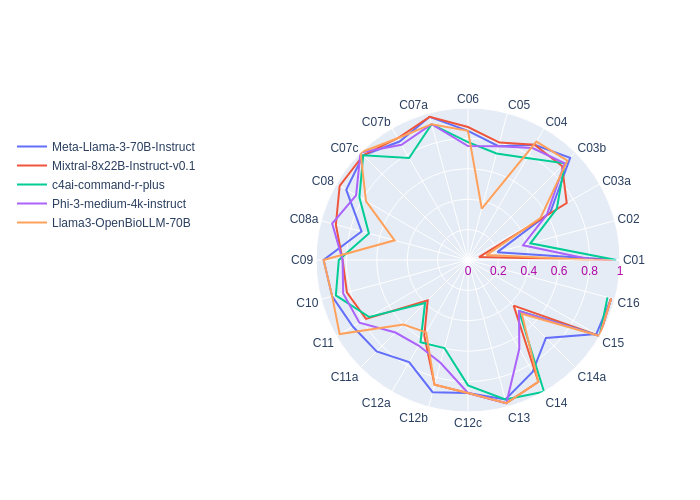 Meta-Llama-3-70B-Instruct
Mixtral-8x22B-Instruct-v0.1
c4ai-command-r-plus
Phi-3-medium-4k-instruct
Llama3-OpenBioLLM-70B
C06
C07a
C05
C07b
C04
C07c
C03b
C08
C03a
C08a
C02
C09
C01
0 0.2 0.4 0.6 0.8 1
C10
C16
C11
C15
C11a
C14a
C12a
C14
C12b
C13
C12c